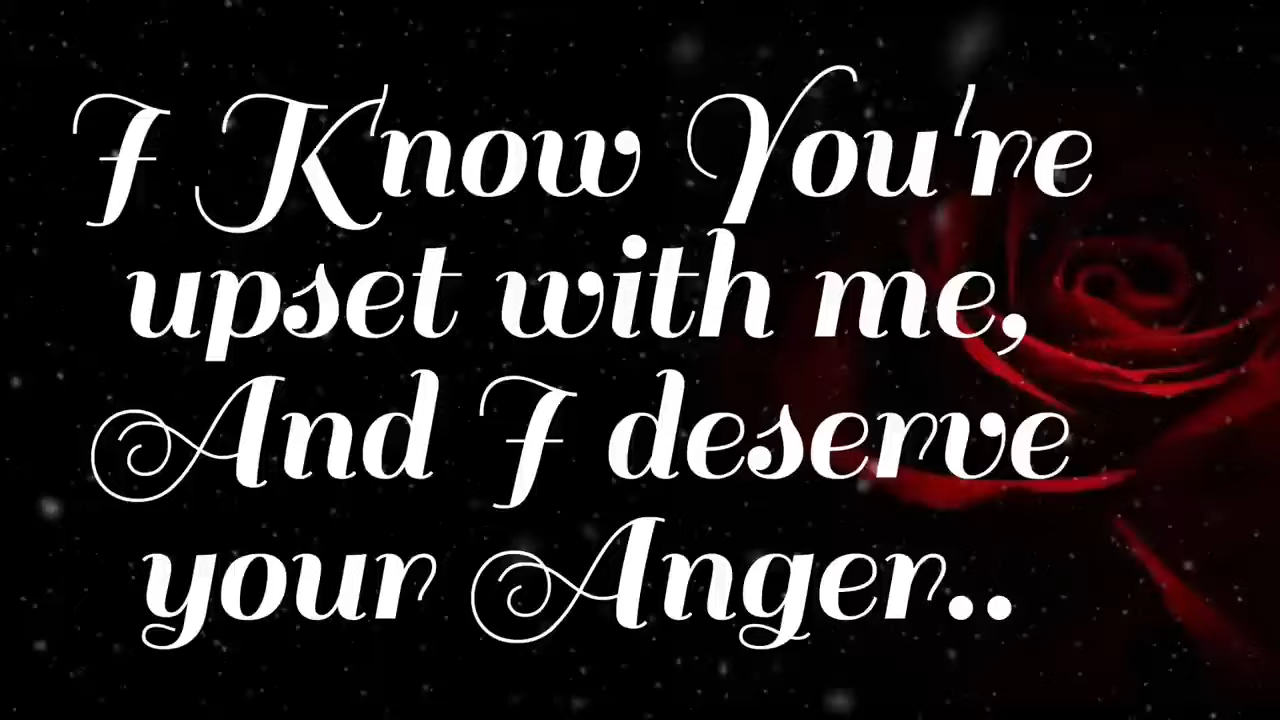 I Know You're
upset with me,
And I deserve
your Anger..